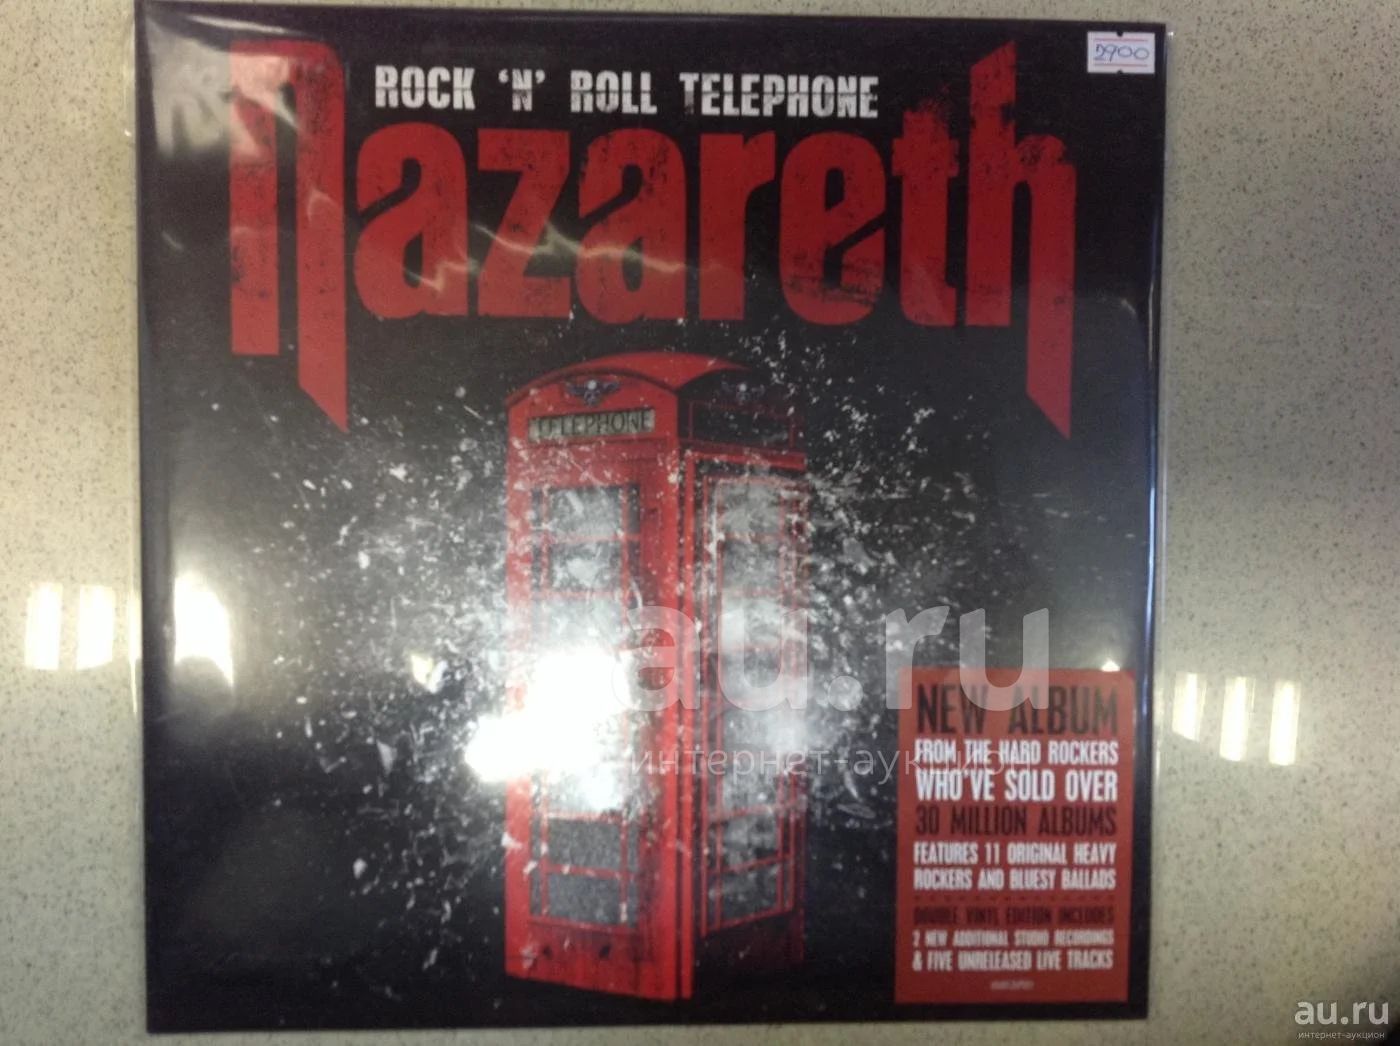 2900
ROCK 'N' ROLL TELEPHONE
nazareth
TELEPHONE
au.ru
интернет-аукцион
NEW ALBUM
FROM THE HARD ROCKERS
WHO'VE SOLD OVER
30 MILLION ALBUMS
FEATURES 11 ORIGINAL HEAVY
ROCKERS AND BLUESY BALLADS
DOUBLE VINYL EDITION INCLUDES
2 NEW ADDITIONAL STUDIO RECORDINGS
& FIVE UNRELEASED LIVE TRACKS
au.ru
интернет-аукцион